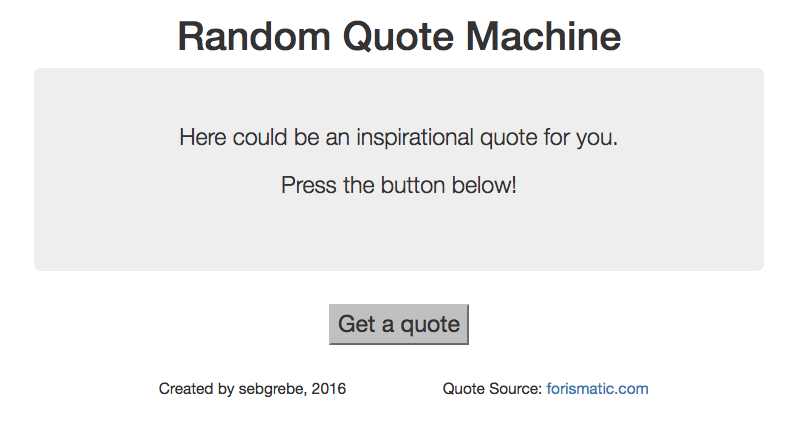 Random Quote Machine
Here could be an inspirational quote for you.
Press the button below!
Get a quote
Created by sebgrebe, 2016
Quote Source: forismatic.com